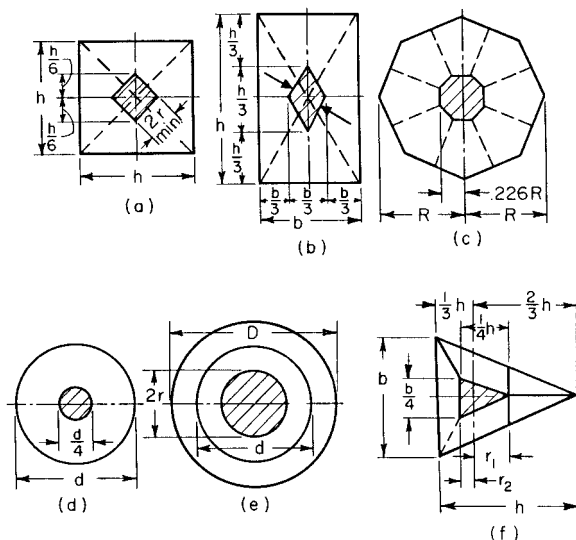 h/6
h
h/6
2r min
h
(a)
h/3
h
h/3
h/3
b/3 b/3 b/3
b
(b)
.226R
R R
(c)
d/4
d
(d)
D
2r
d
(e)
1/3 h 2/3 h
1/4 h
b
b/4
r₁
r₂
h
(f)